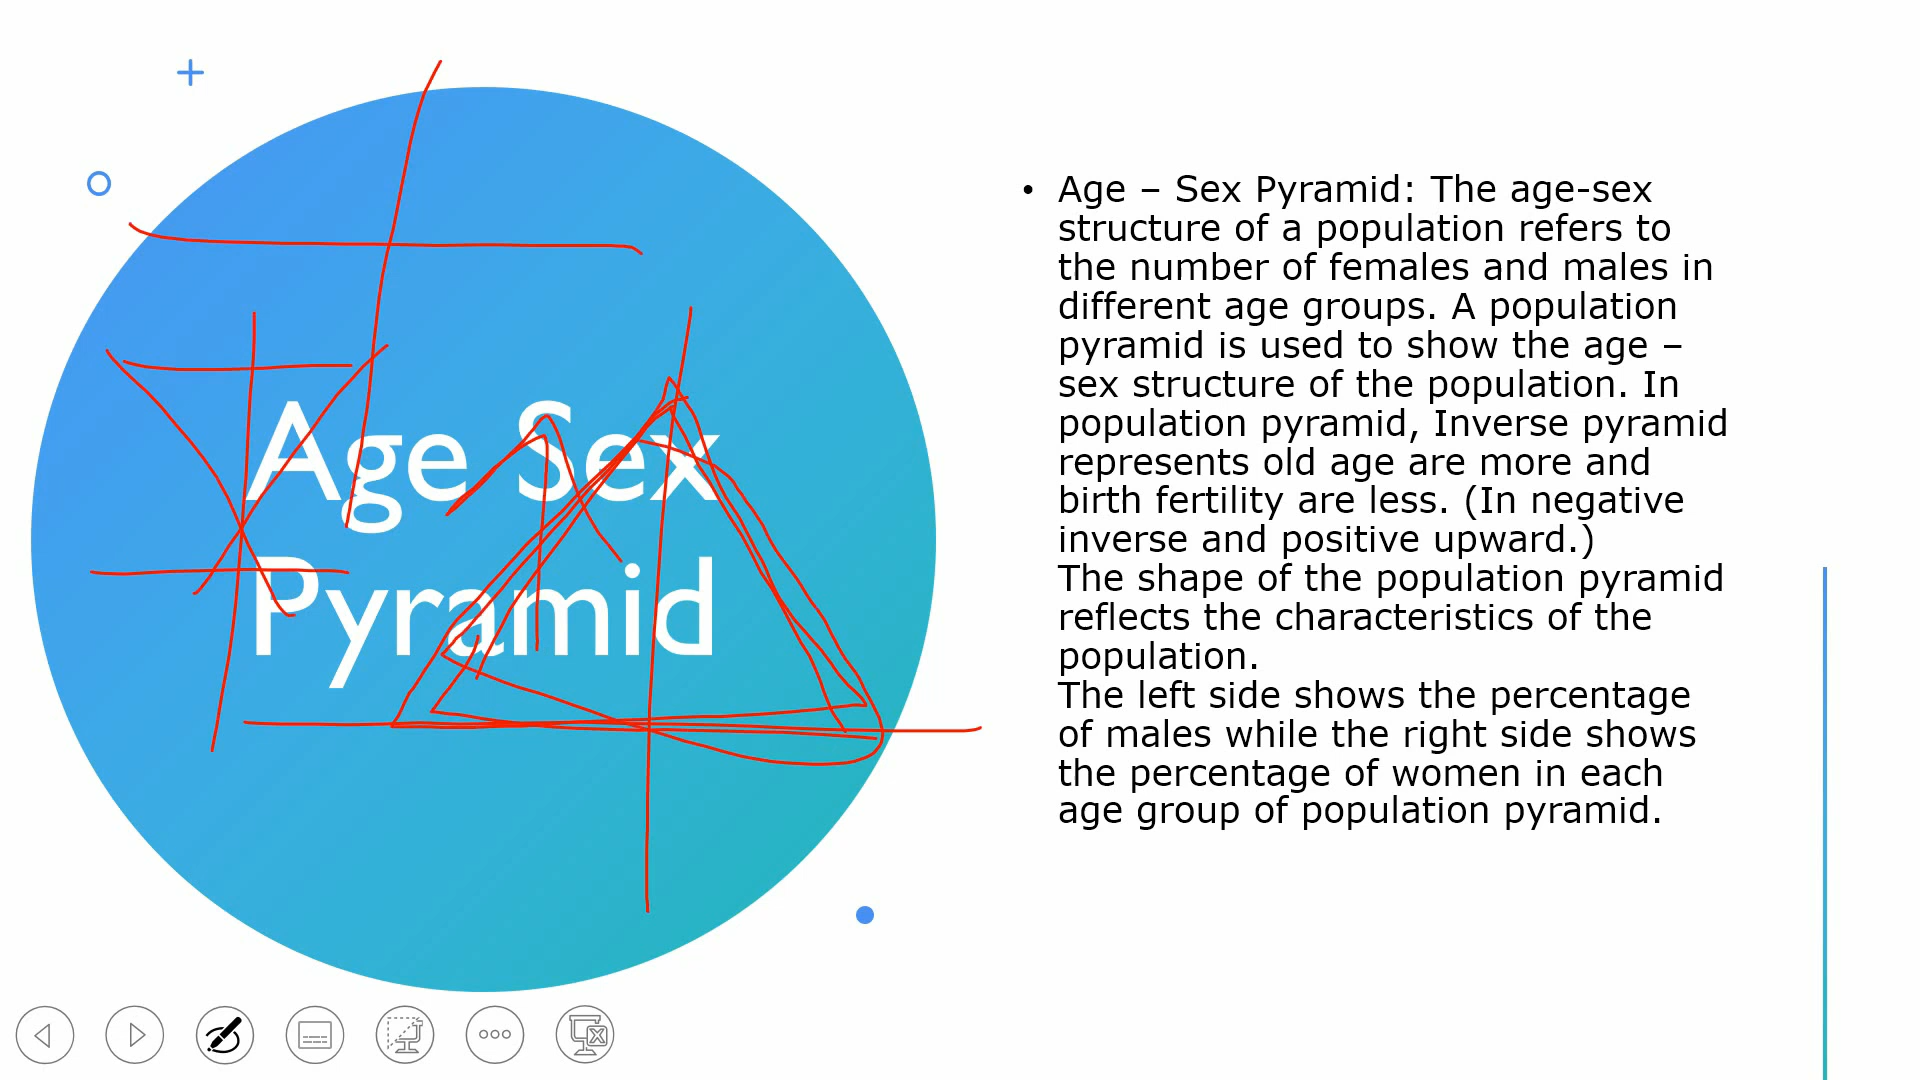 Age Sex
Pyramid
• Age – Sex Pyramid: The age-sex
structure of a population refers to
the number of females and males in
different age groups. A population
pyramid is used to show the age –
sex structure of the population. In
population pyramid, Inverse pyramid
represents old age are more and
birth fertility are less. (In negative
inverse and positive upward.)
The shape of the population pyramid
reflects the characteristics of the
population.
The left side shows the percentage
of males while the right side shows
the percentage of women in each
age group of population pyramid.